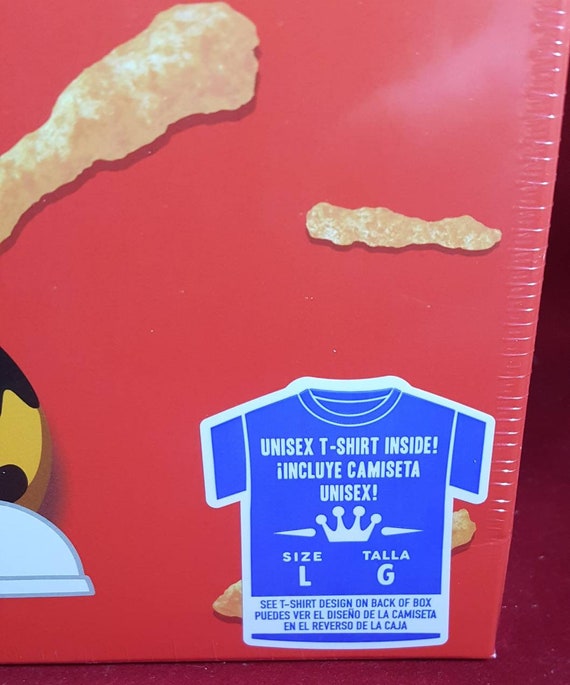 UNISEX T-SHIRT INSIDE!
¡INCLUYE CAMISETA
UNISEX!
SIZE TALLA
L G
SEE T-SHIRT DESIGN ON BACK OF BOX
PUEDES VER EL DISEÑO DE LA CAMISETA
EN EL REVERSO DE LA CAJA